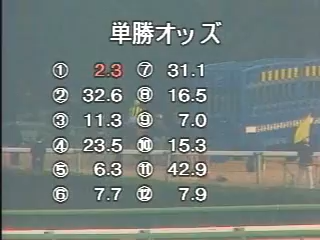 単勝オッズ
① 2.3 ⑦ 31.1
② 32.6 ⑧ 16.5
③ 11.3 ⑨ 7.0
④ 23.5 ⑩ 15.3
⑤ 6.3 ⑪ 42.9
⑥ 7.7 ⑫ 7.9